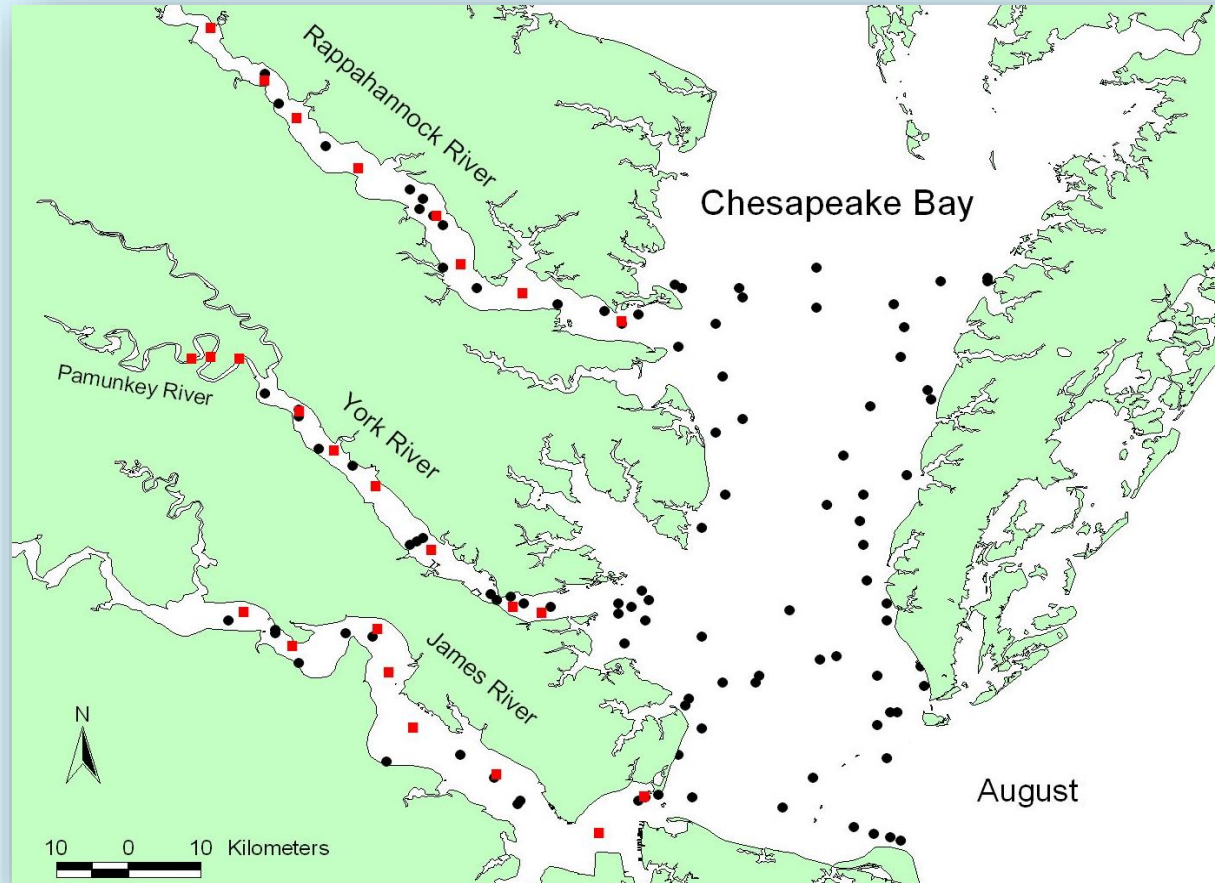 Rappahannock River
Chesapeake Bay
Pamunkey River
York River
James River
N
August
10 0 10 Kilometers